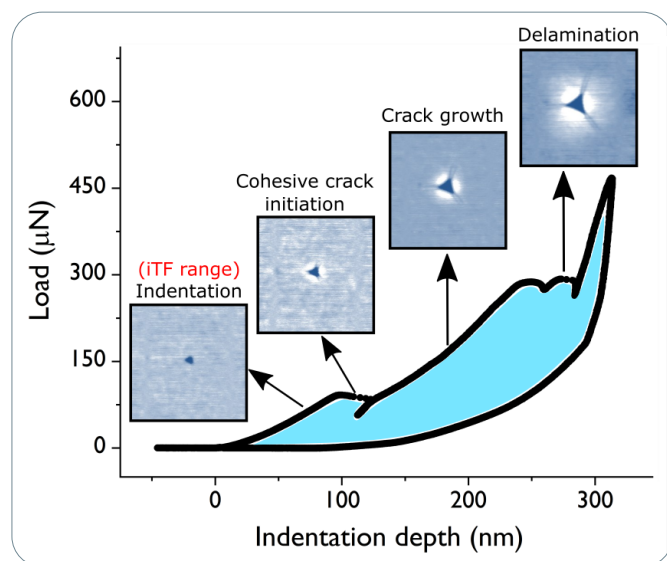 Delamination
Crack growth
Cohesive crack
initiation
(iTF range)
Indentation
Load (μN)
600
450
300
150
0
0
100
200
300
Indentation depth (nm)